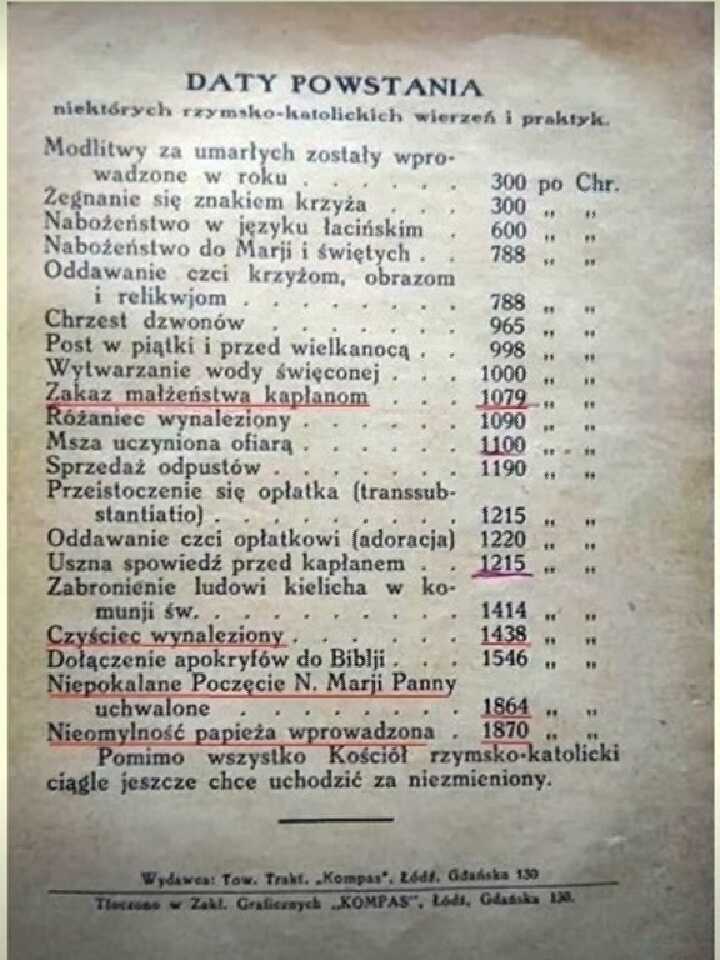 DATY POWSTANIA
niektórych rzymsko-katolickich wierzeń i praktyk.
Modlitwy za umarłych zostały wpro-
wadzone w roku . . . . . . 300 po Chr.
Żegnanie się znakiem krzyża . . . 300 „ „
Nabożeństwo w języku łacińskim . 600 „ „
Nabożeństwo do Marji i świętych . . 788 „ „
Oddawanie czci krzyżom, obrazom
i relikwjom . . . . . . . . 788 „ „
Chrzest dzwonów . . . . . . . 965 „ „
Post w piątki i przed wielkanocą . . 998 „ „
Wytwarzanie wody święconej . . . 1000 „ „
Zakaz małżeństwa kapłanom . . . 1079 „ „
Różaniec wynaleziony . . . . . . 1090 „ „
Msza uczyniona ofiarą . . . . . . 1100 „ „
Sprzedaż odpustów . . . . . . . 1190 „ „
Przeistoczenie się opłatka (transsub-
stantiatio) . . . . . . . . . 1215 „ „
Oddawanie czci opłatkowi (adoracja) 1220 „ „
Uszna spowiedź przed kapłanem . . 1215 „ „
Zabronienie ludowi kielicha w ko-
munji św. . . . . . . . . . 1414 „ „
Czyściec wynaleziony . . . . . . 1438 „ „
Dołączenie apokryfów do Biblji . . . 1546 „ „
Niepokalane Poczęcie N. Marji Panny
uchwalone . . . . . . . . 1864 „ „
Nieomylność papieża wprowadzona . 1870 „ „
Pomimo wszystko Kościół rzymsko-katolicki
ciągle jeszcze chce uchodzić za niezmieniony.
Wydawca: Tow. Trakt. „Kompas", Łódź, Gdańska 130
Tłoczono w Zakł. Graficznych „KOMPAS", Łódź, Gdańska 130.